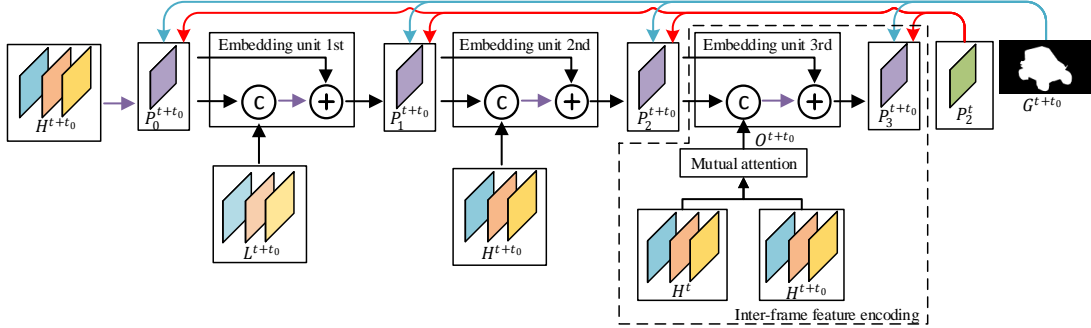 Embedding unit 1st
Embedding unit 2nd
Embedding unit 3rd
H^{t+t_0}
P_0^{t+t_0}
C
+
P_1^{t+t_0}
C
+
P_2^{t+t_0}
C
+
P_3^{t+t_0}
P_2^t
G^{t+t_0}
O^{t+t_0}
Mutual attention
L^{t+t_0}
H^{t+t_0}
H^t
H^{t+t_0}
Inter-frame feature encoding